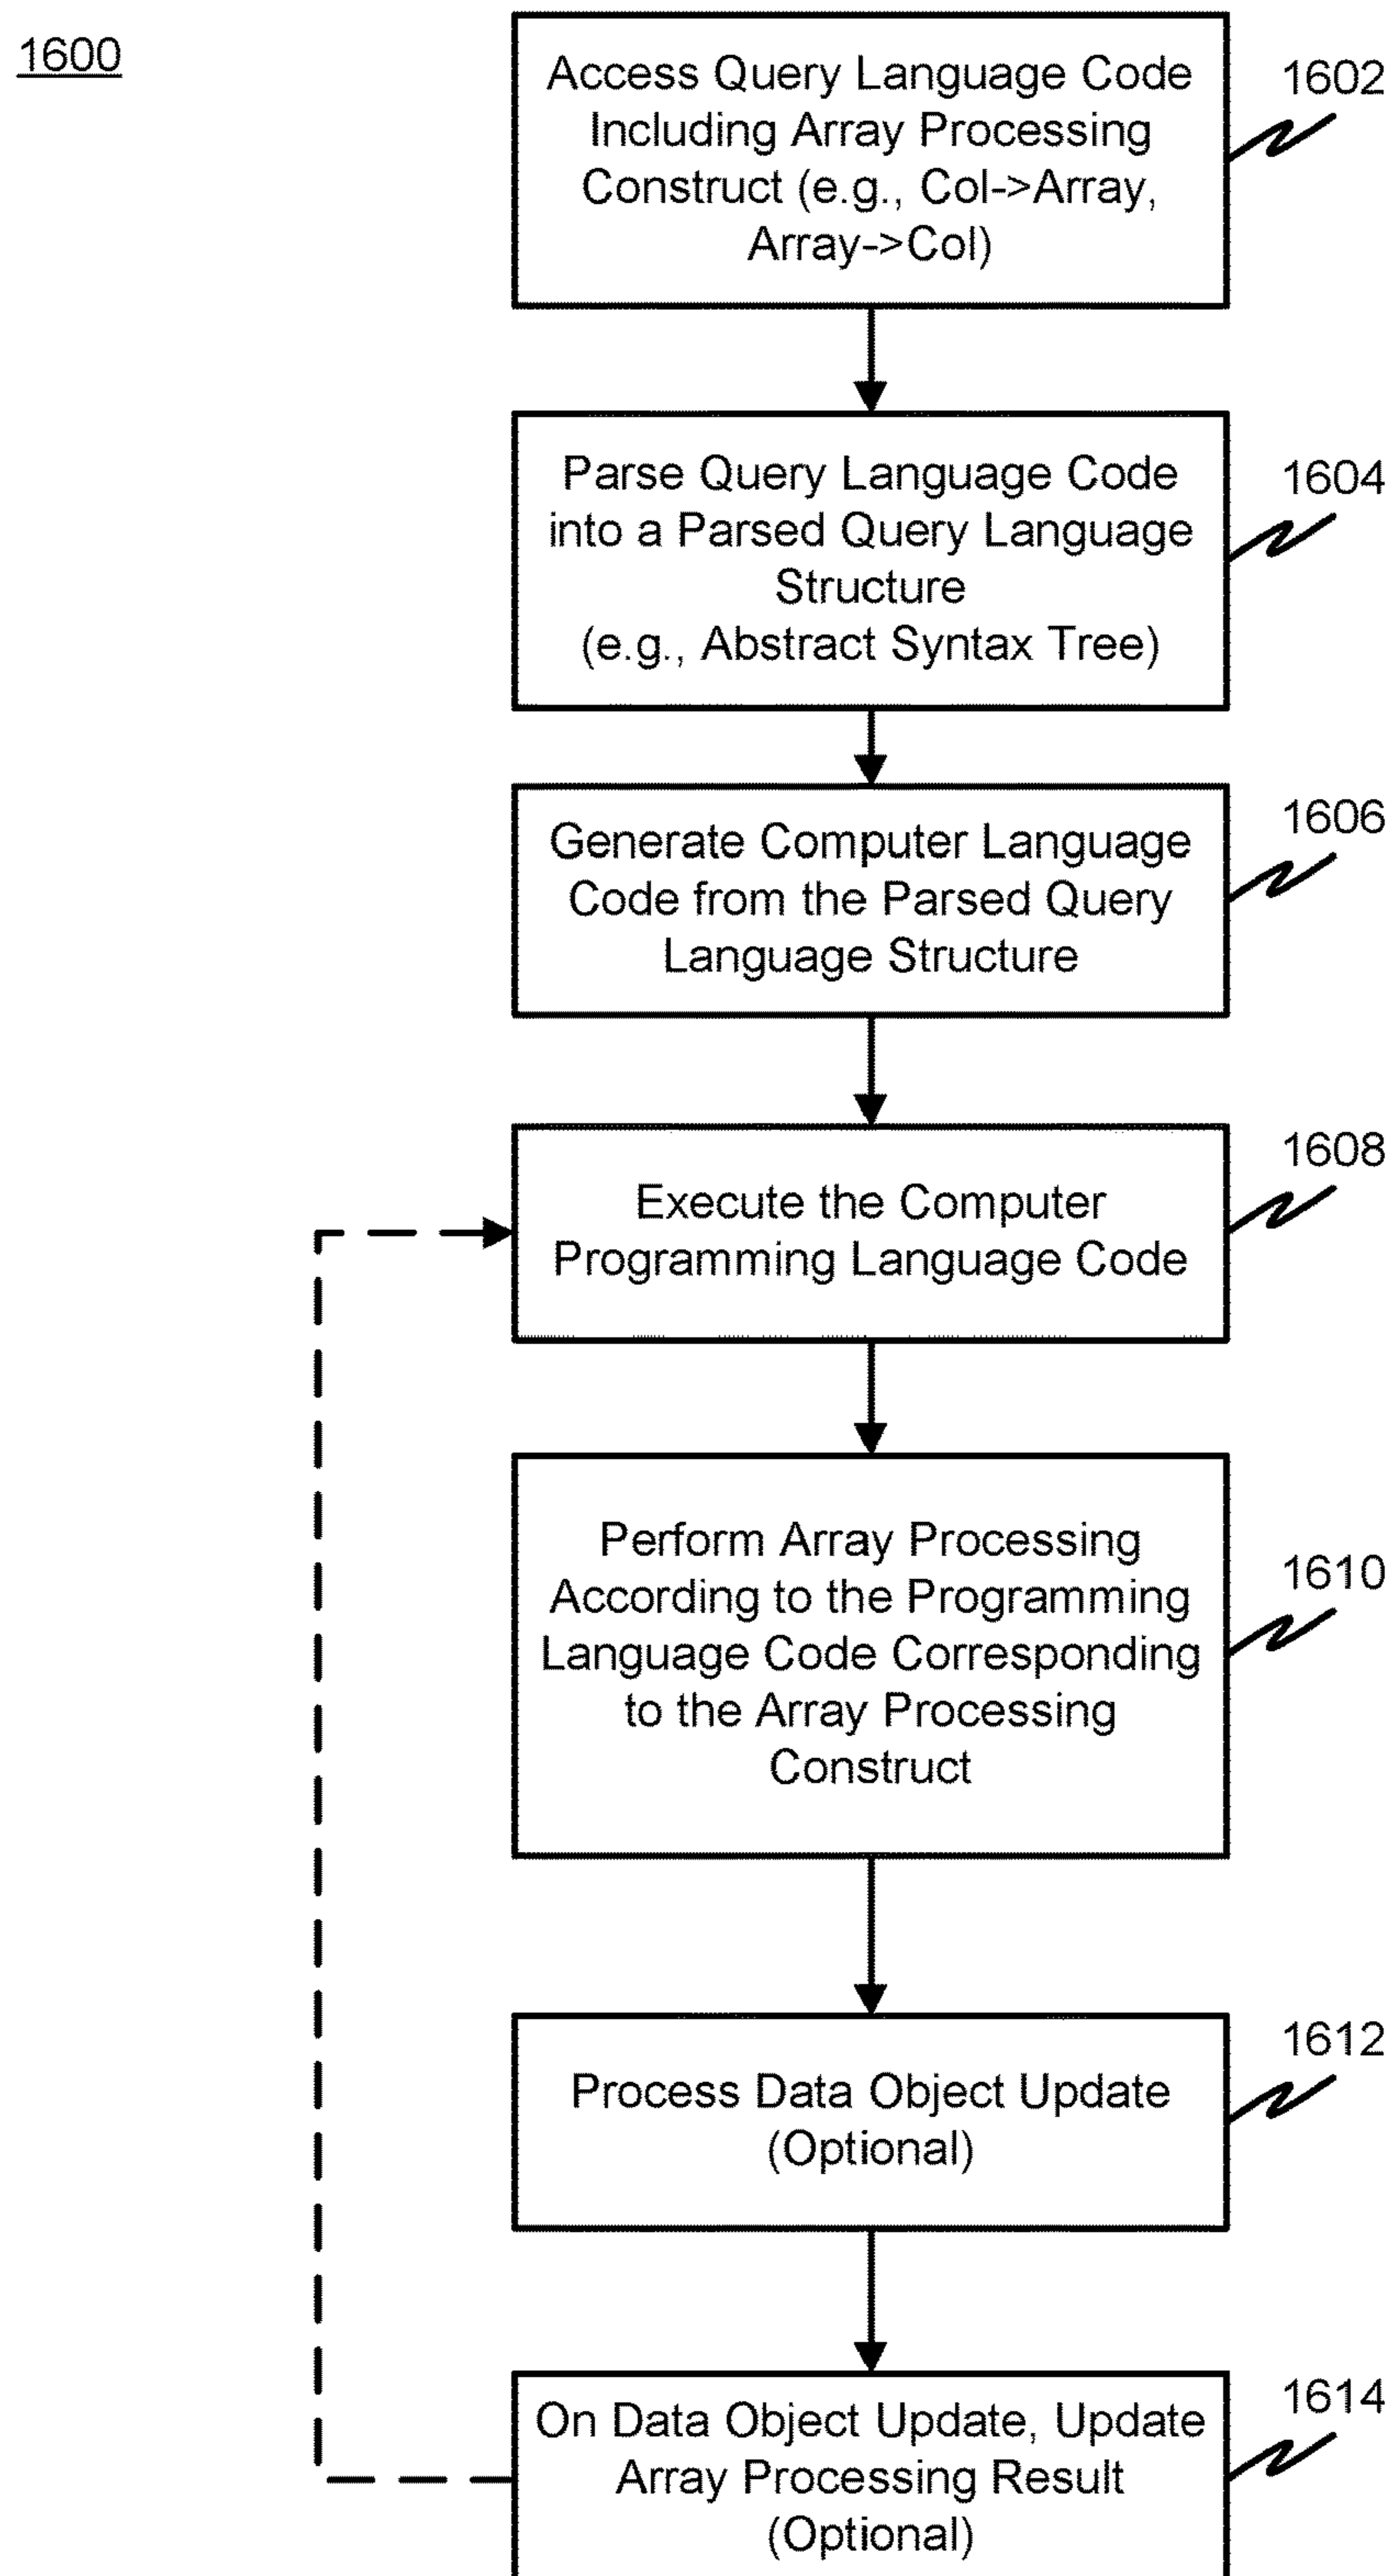 1600
Access Query Language Code
Including Array Processing
Construct (e.g., Col->Array,
Array->Col)
1602
Parse Query Language Code
into a Parsed Query Language
Structure
(e.g., Abstract Syntax Tree)
1604
Generate Computer Language
Code from the Parsed Query
Language Structure
1606
Execute the Computer
Programming Language Code
1608
Perform Array Processing
According to the Programming
Language Code Corresponding
to the Array Processing
Construct
1610
Process Data Object Update
(Optional)
1612
On Data Object Update, Update
Array Processing Result
(Optional)
1614